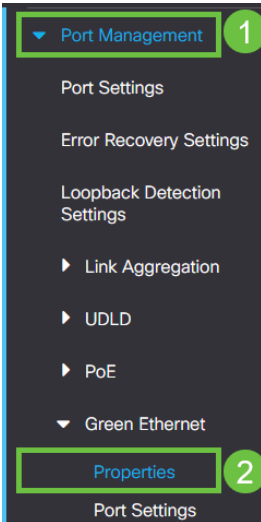 Port Management 1
Port Settings
Error Recovery Settings
Loopback Detection
Settings
Link Aggregation
UDLD
PoE
Green Ethernet
Properties 2
Port Settings